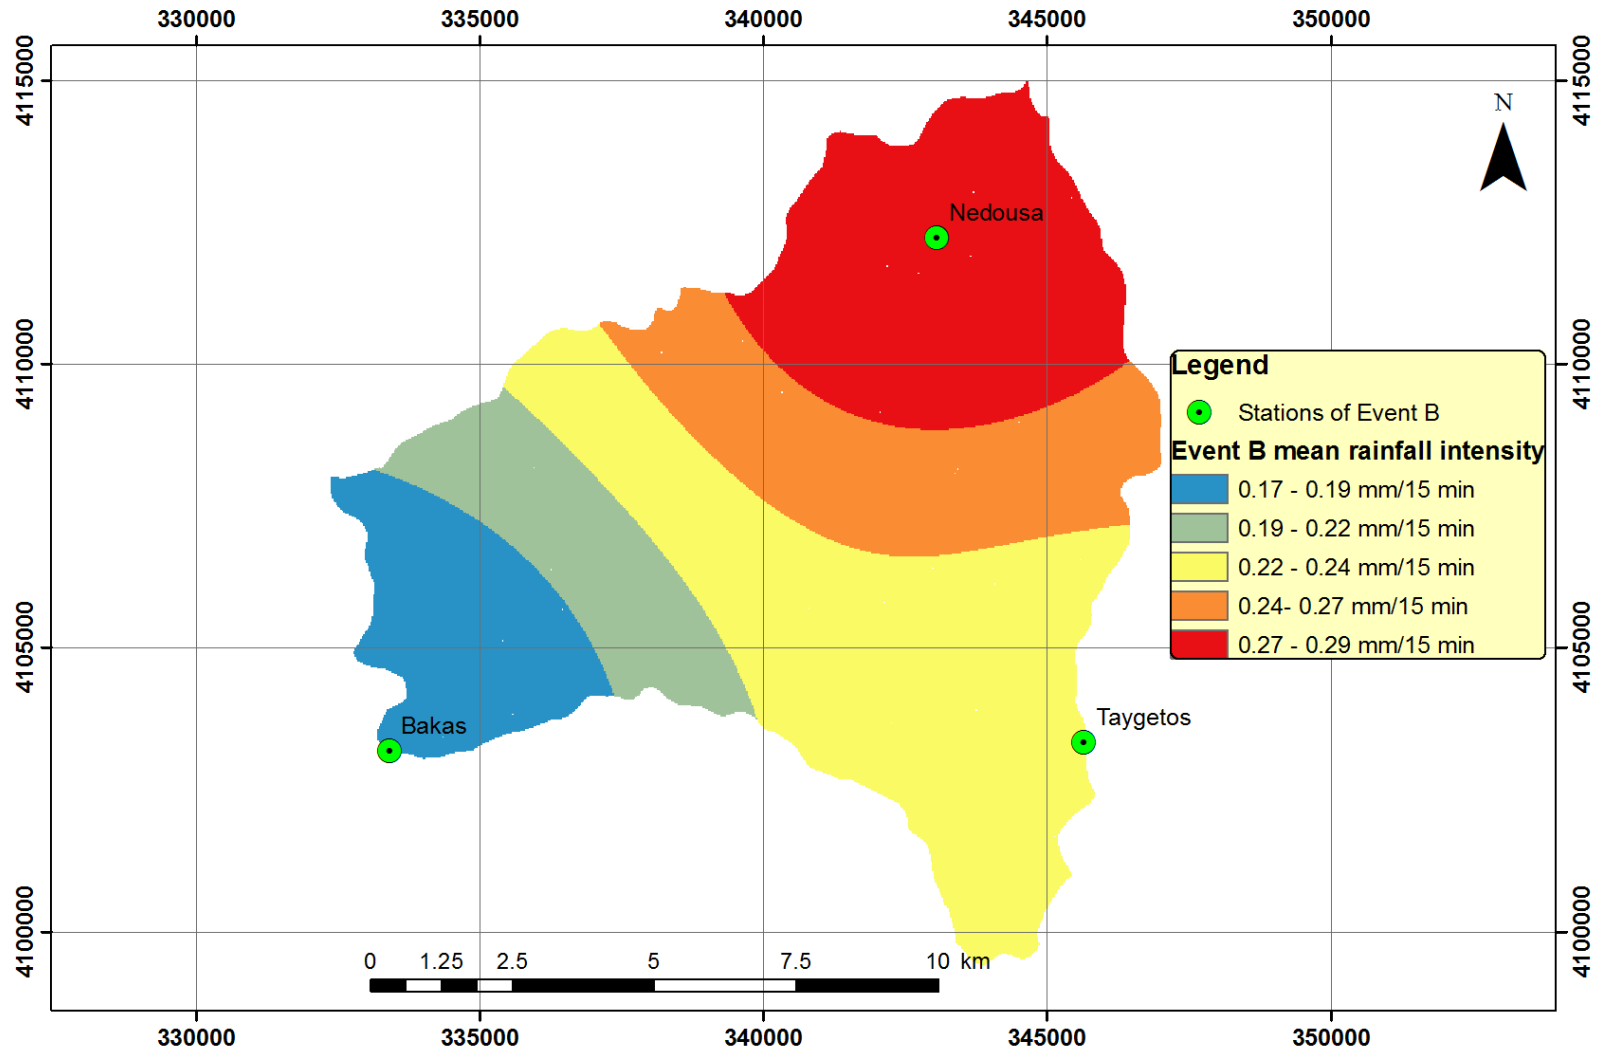 330000 335000 340000 345000 350000
4115000 4115000
N
Nedousa
4110000 4110000
Legend
Stations of Event B
Event B mean rainfall intensity
0.17 - 0.19 mm/15 min
0.19 - 0.22 mm/15 min
0.22 - 0.24 mm/15 min
0.24- 0.27 mm/15 min
0.27 - 0.29 mm/15 min
4105000 4105000
Taygetos
Bakas
4100000 4100000
0 1.25 2.5 5 7.5 10 km
330000 335000 340000 345000 350000